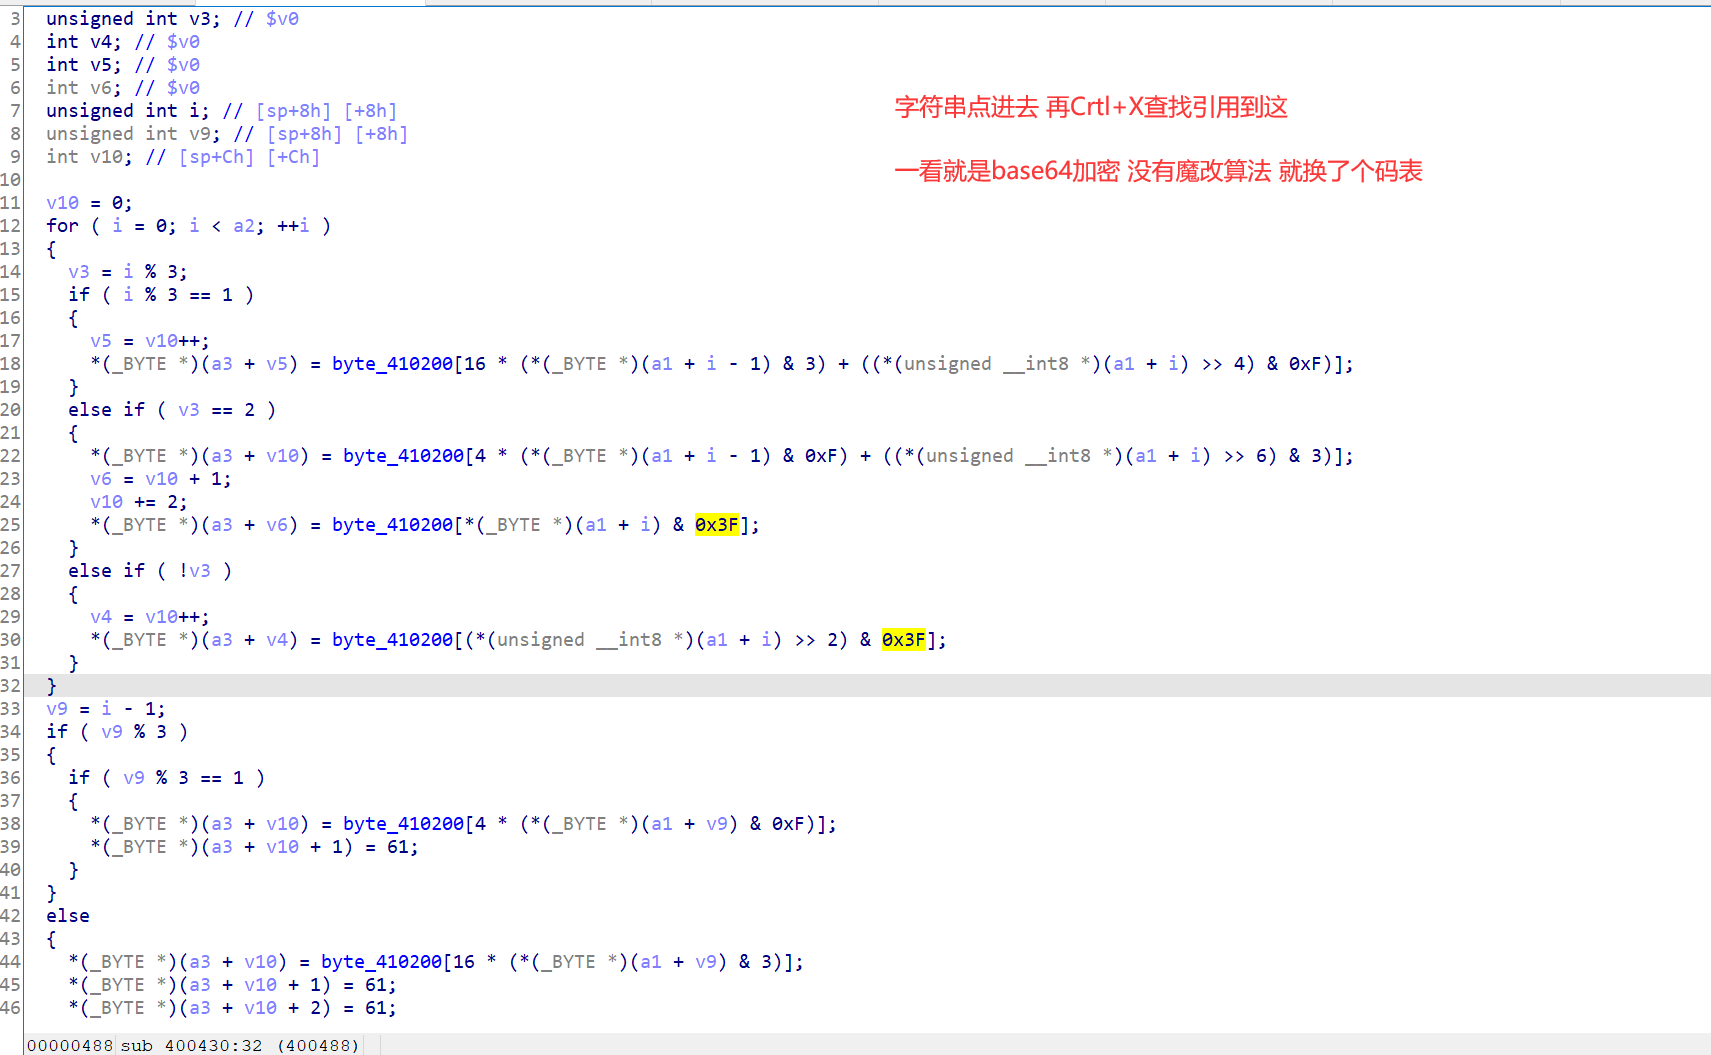 3 unsigned int v3; // $v0
4 int v4; // $v0
5 int v5; // $v0
6 int v6; // $v0
7 unsigned int i; // [sp+8h] [+8h]
8 unsigned int v9; // [sp+8h] [+8h]
9 int v10; // [sp+Ch] [+Ch]
10
11 v10 = 0;
12 for ( i = 0; i < a2; ++i )
13 {
14 v3 = i % 3;
15 if ( i % 3 == 1 )
16 {
17 v5 = v10++;
18 *(_BYTE *)(a3 + v5) = byte_410200[16 * (*(_BYTE *)(a1 + i - 1) & 3) + ((*(unsigned __int8 *)(a1 + i) >> 4) & 0xF)];
19 }
20 else if ( v3 == 2 )
21 {
22 *(_BYTE *)(a3 + v10) = byte_410200[4 * (*(_BYTE *)(a1 + i - 1) & 0xF) + ((*(unsigned __int8 *)(a1 + i) >> 6) & 3)];
23 v6 = v10 + 1;
24 v10 += 2;
25 *(_BYTE *)(a3 + v6) = byte_410200[*(_BYTE *)(a1 + i) & 0x3F];
26 }
27 else if ( !v3 )
28 {
29 v4 = v10++;
30 *(_BYTE *)(a3 + v4) = byte_410200[(*(unsigned __int8 *)(a1 + i) >> 2) & 0x3F];
31 }
32 }
33 v9 = i - 1;
34 if ( v9 % 3 )
35 {
36 if ( v9 % 3 == 1 )
37 {
38 *(_BYTE *)(a3 + v10) = byte_410200[4 * (*(_BYTE *)(a1 + v9) & 0xF)];
39 *(_BYTE *)(a3 + v10 + 1) = 61;
40 }
41 }
42 else
43 {
44 *(_BYTE *)(a3 + v10) = byte_410200[16 * (*(_BYTE *)(a1 + v9) & 3)];
45 *(_BYTE *)(a3 + v10 + 1) = 61;
46 *(_BYTE *)(a3 + v10 + 2) = 61;
字符串点进去 再Crtl+X查找引用到这
一看就是base64加密 没有魔改算法 就换了个码表
00000488 sub 400430:32 (400488)